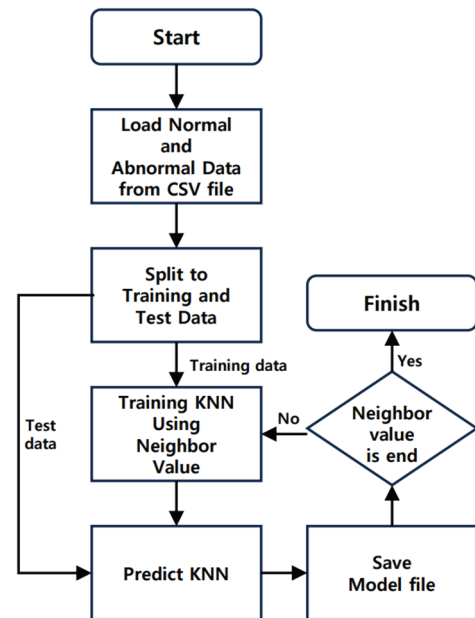 Start
Load Normal
and
Abnormal Data
from CSV file
Split to
Training and
Test Data
Training data
Test
data
Training KNN
Using
Neighbor
Value
Predict KNN
Save
Model file
Neighbor
value
is end
No
Yes
Finish